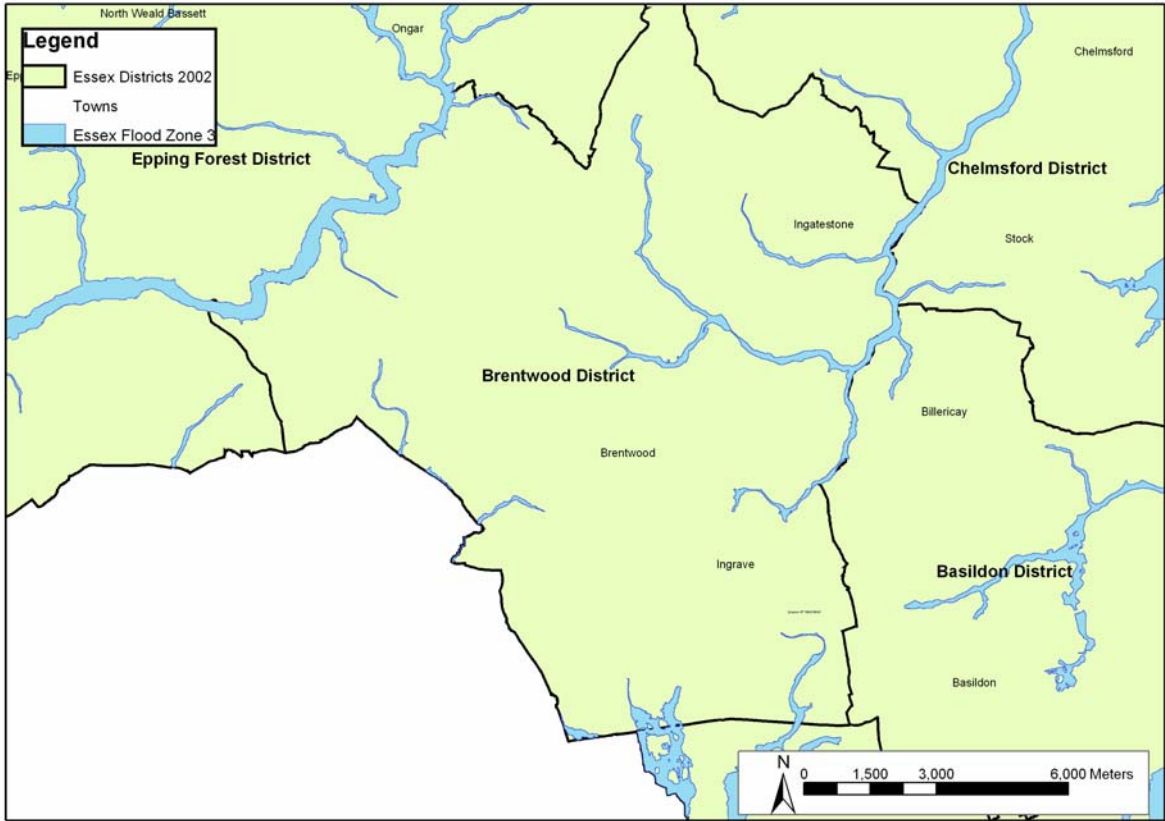 North Weald Bassett
Ongar
Chelmsford
Legend
Essex Districts 2002
Towns
Essex Flood Zone 3
Epping Forest District
Chelmsford District
Ingatestone
Stock
Brentwood District
Billericay
Brentwood
Ingrave
Basildon District
Basildon
N
0 1,500 3,000 6,000 Meters